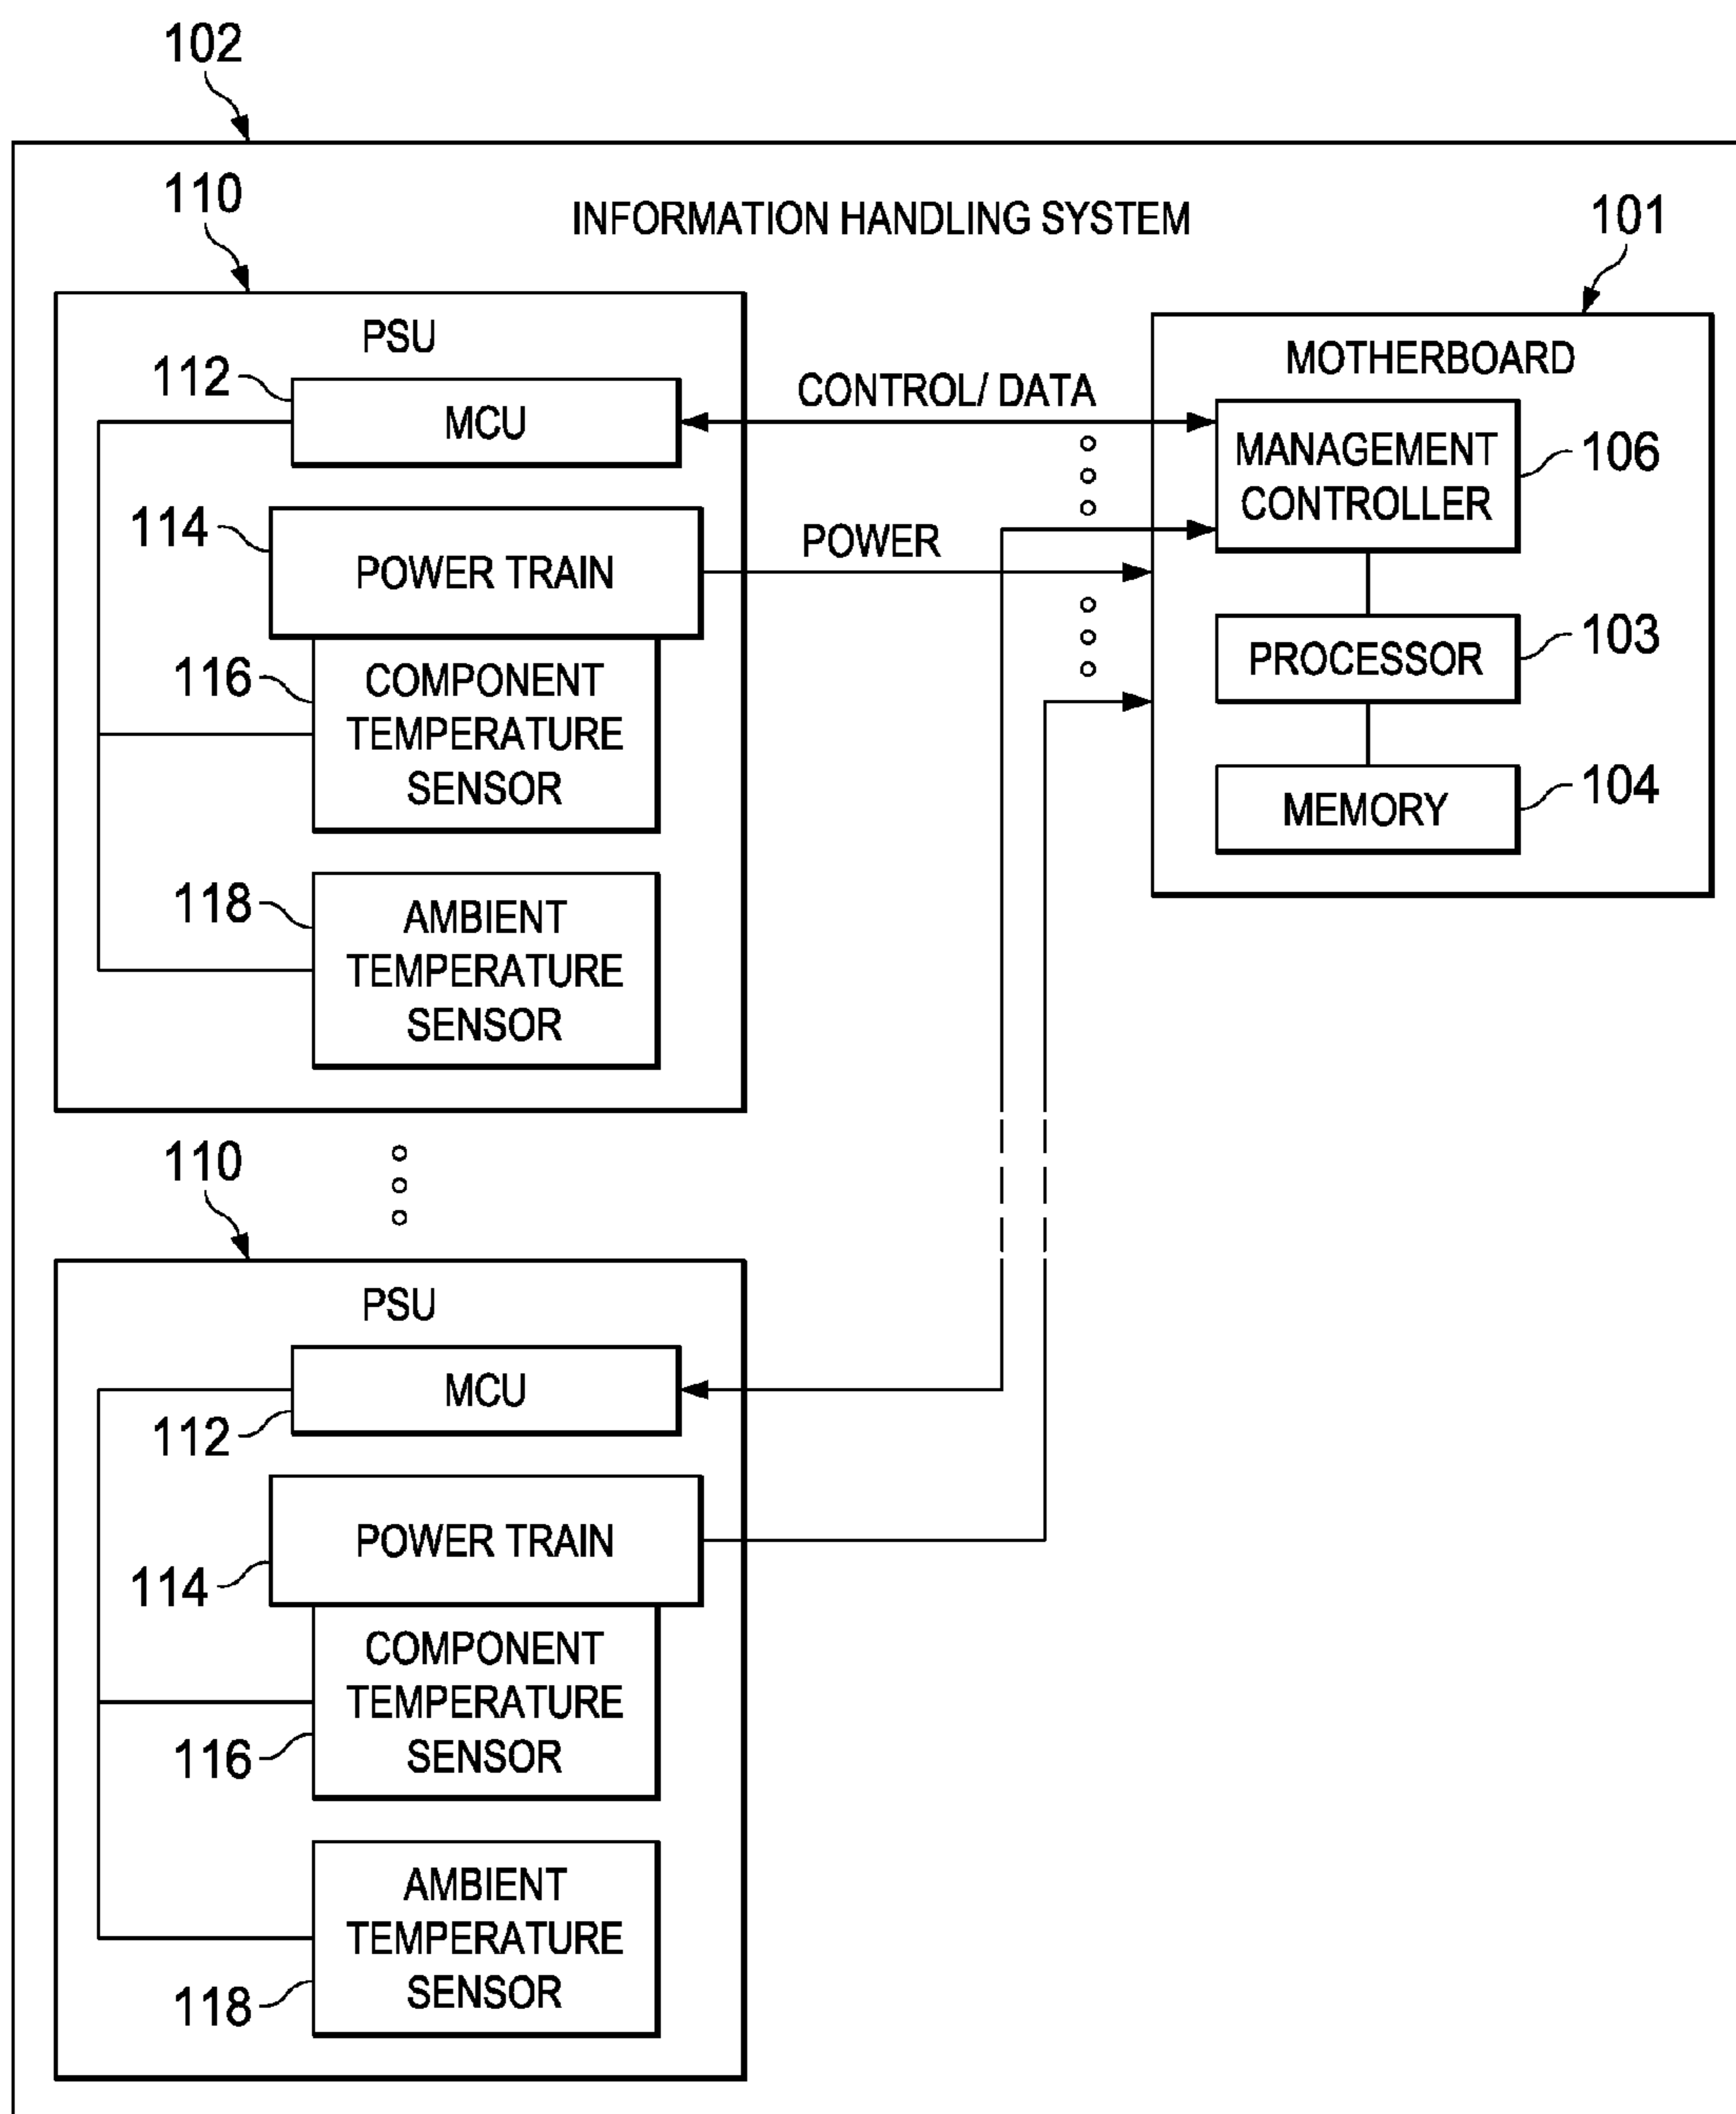 102
110
INFORMATION HANDLING SYSTEM
101
PSU
MOTHERBOARD
112
MCU
CONTROL/ DATA
MANAGEMENT
CONTROLLER
106
114
POWER TRAIN
POWER
116
COMPONENT
TEMPERATURE
SENSOR
PROCESSOR
103
MEMORY
104
118
AMBIENT
TEMPERATURE
SENSOR
110
PSU
MCU
112
POWER TRAIN
114
COMPONENT
TEMPERATURE
SENSOR
116
AMBIENT
TEMPERATURE
SENSOR
118